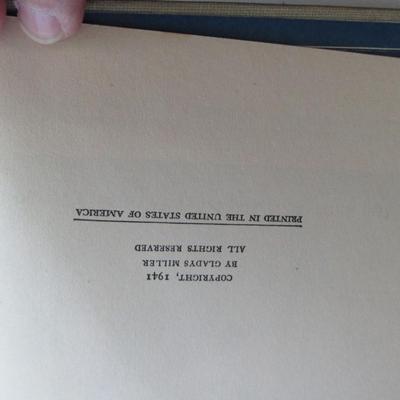 COPYRIGHT, 1941
BY GLADYS MILLER
ALL RIGHTS RESERVED
PRINTED IN THE UNITED STATES OF AMERICA